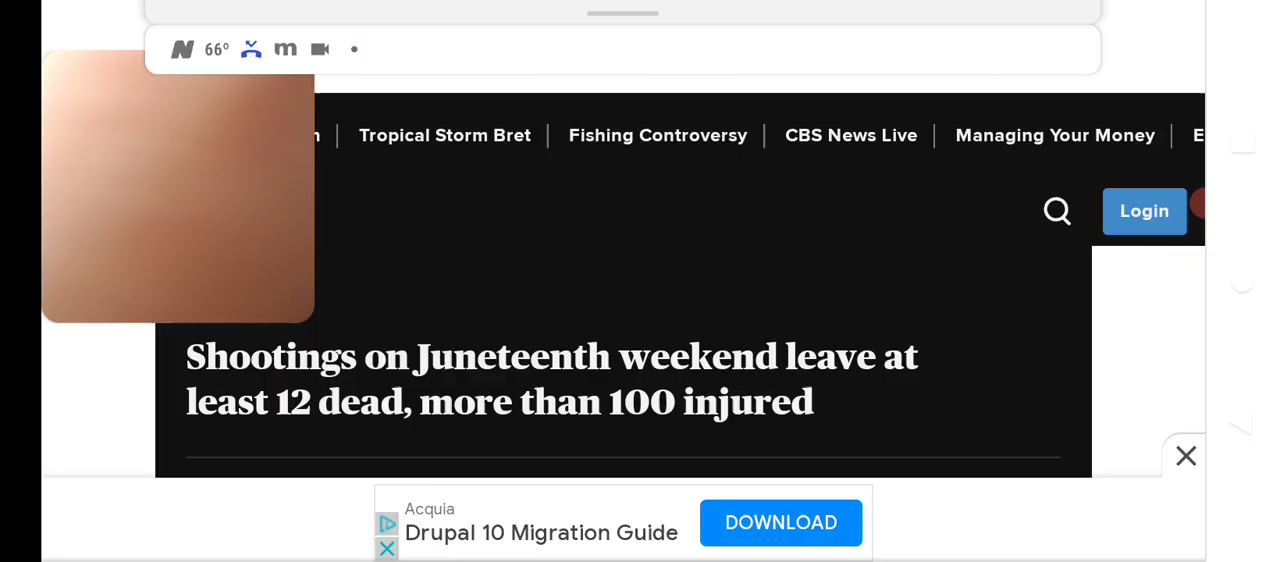 66°
Tropical Storm Bret
Fishing Controversy
CBS News Live
Managing Your Money
Login
Shootings on Juneteenth weekend leave at
least 12 dead, more than 100 injured
Acquia
Drupal 10 Migration Guide
DOWNLOAD